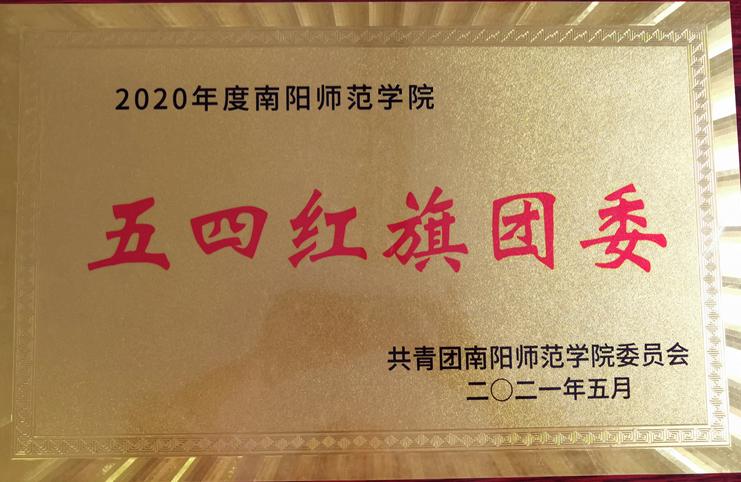 2020年度南阳师范学院
五四红旗团委
共青团南阳师范学院委员会
二〇二一年五月